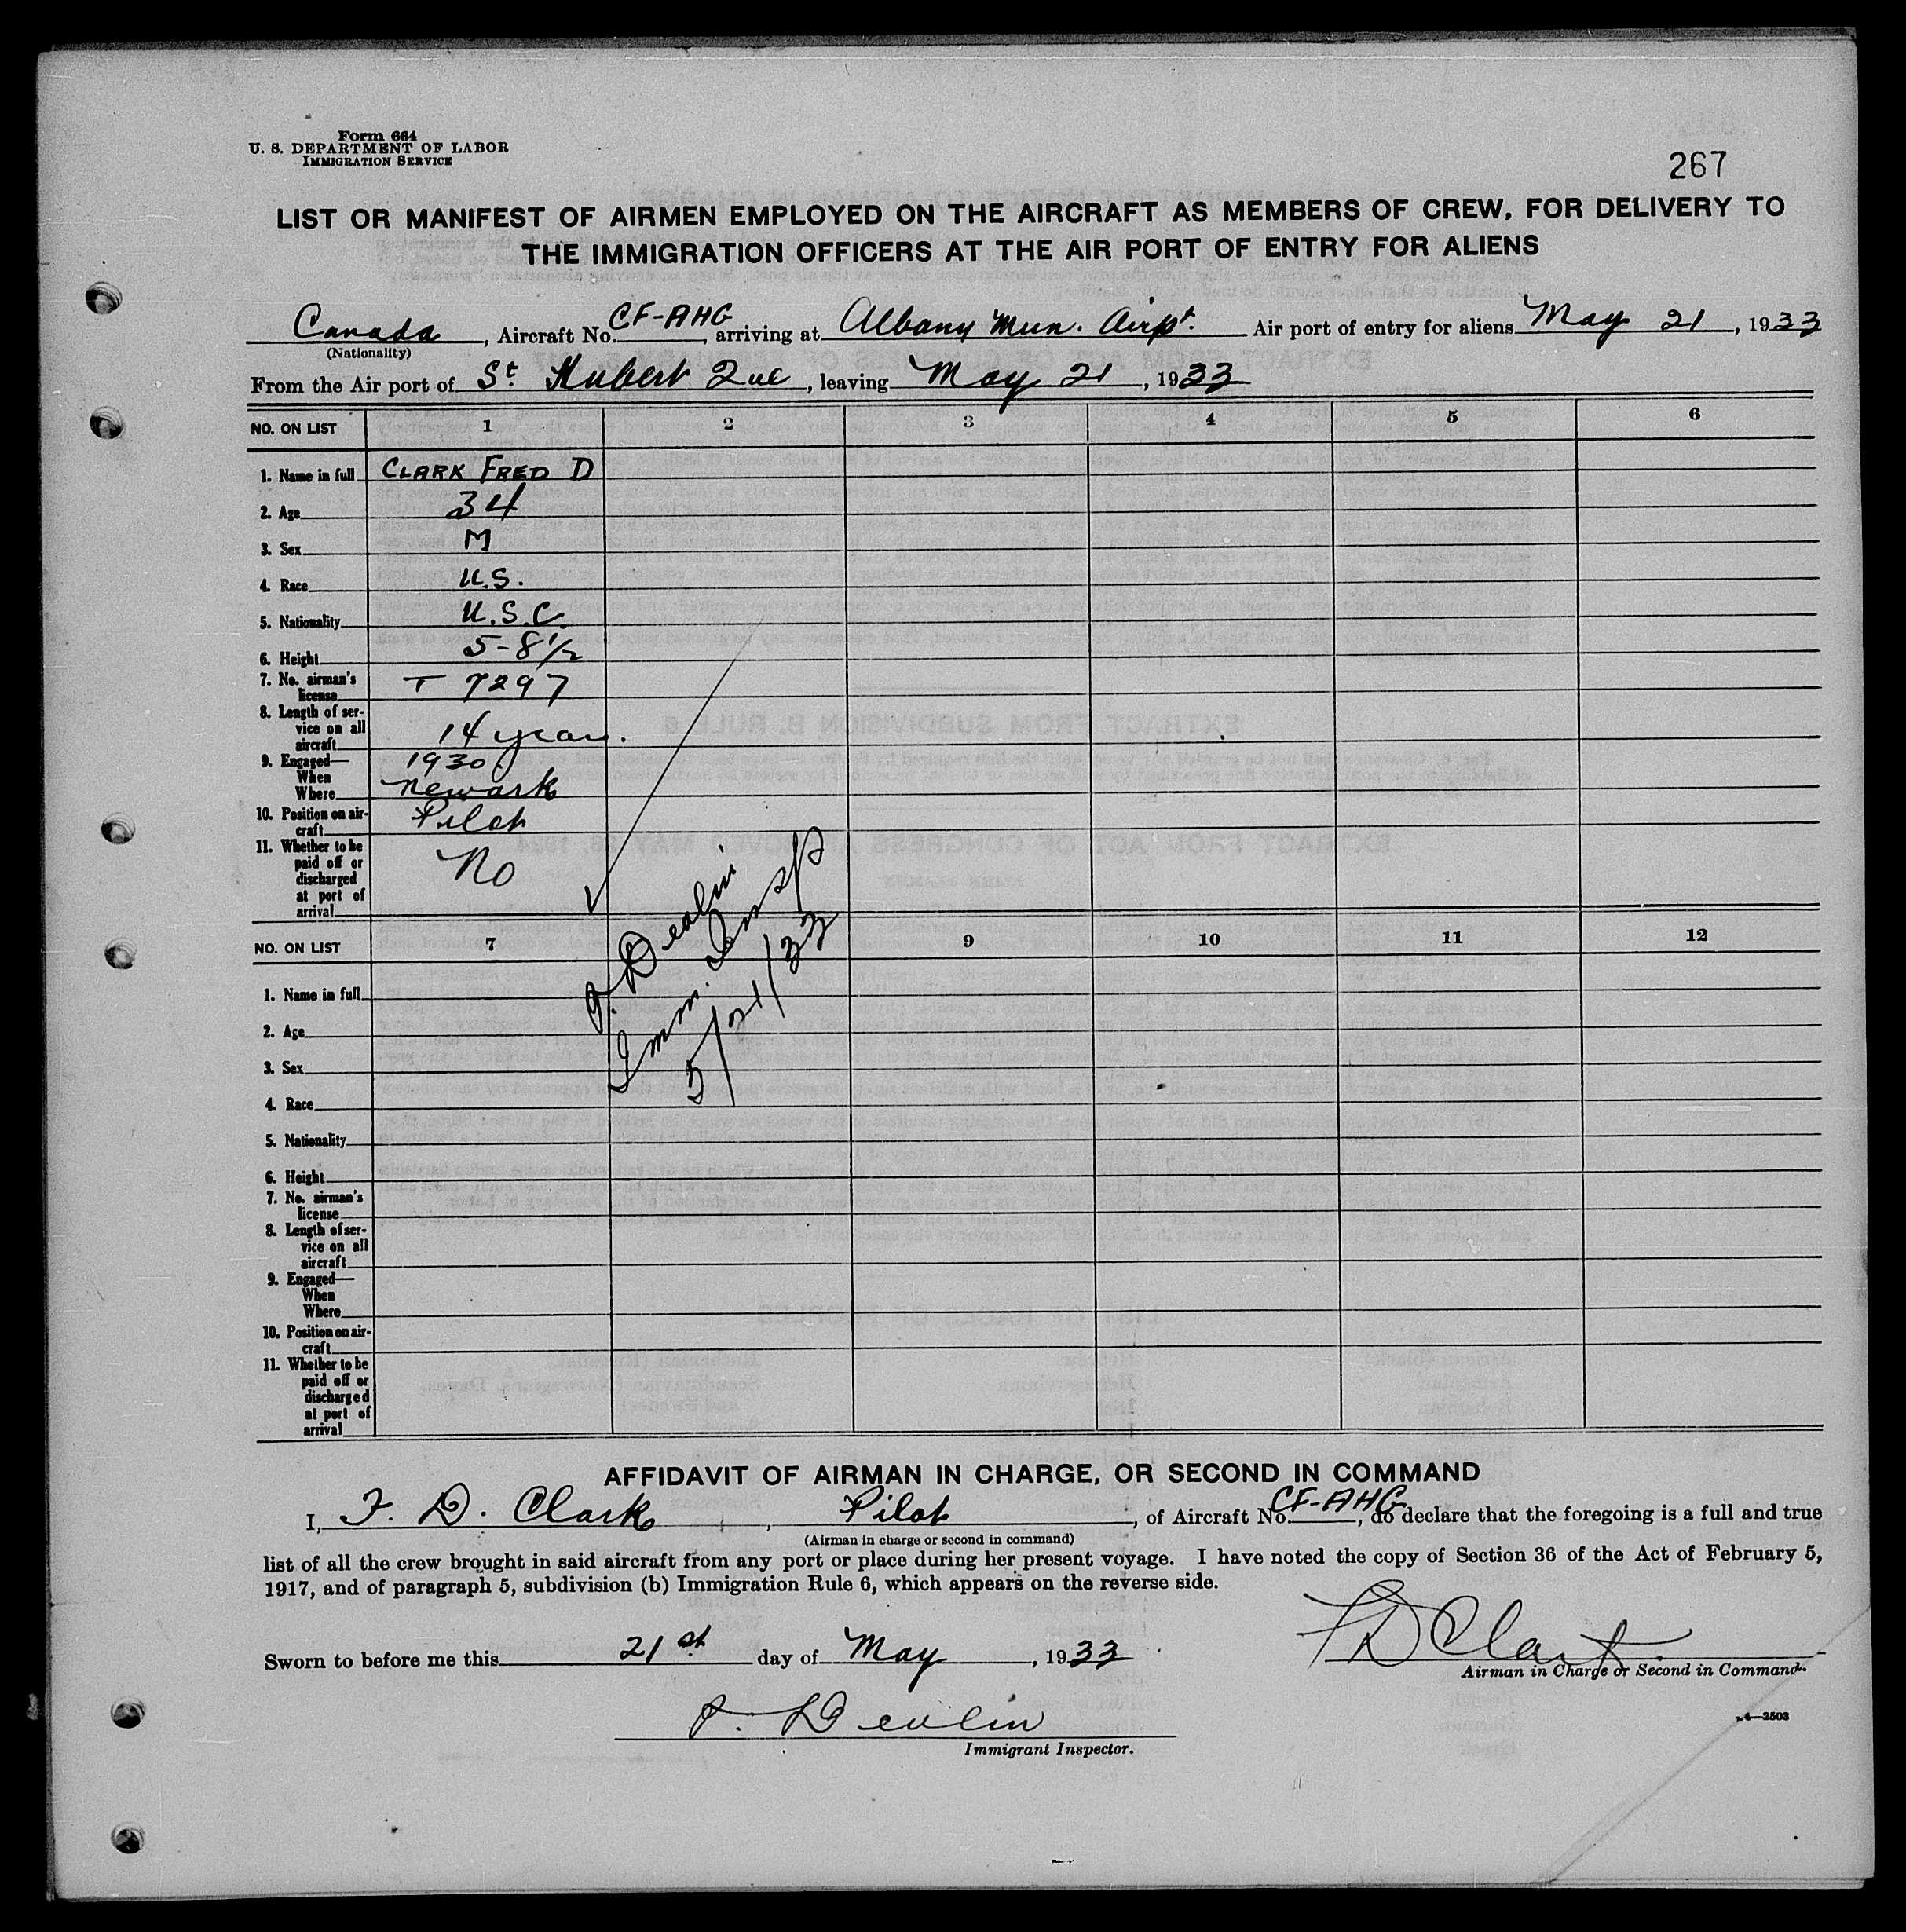 Form 664
U. S. DEPARTMENT OF LABOR
IMMIGRATION SERVICE
267
LIST OR MANIFEST OF AIRMEN EMPLOYED ON THE AIRCRAFT AS MEMBERS OF CREW, FOR DELIVERY TO
THE IMMIGRATION OFFICERS AT THE AIR PORT OF ENTRY FOR ALIENS
Canada, Aircraft No. CF-AHG, arriving at Albany Mun. Airpt. Air port of entry for aliens May 21, 1933
(Nationality)
From the Air port of St Hubert Que, leaving May 21, 1933
NO. ON LIST 1 2 3 4 5 6
1. Name in full CLARK FRED D
2. Age 34
3. Sex M
4. Race U.S.
5. Nationality U.S.C.
6. Height 5-8 1/2
7. No. airman's
license T 7297
8. Length of ser-
vice on all
aircraft 14 years.
9. Engaged—
When 1930
Where Newark
10. Position on air-
craft Pilot
11. Whether to be
paid off or
discharged
at port of
arrival No
P. Devlin
Imm. Insp
5/21/33
NO. ON LIST 7 9 10 11 12
1. Name in full
2. Age
3. Sex
4. Race
5. Nationality
6. Height
7. No. airman's
license
8. Length of ser-
vice on all
aircraft
9. Engaged—
When
Where
10. Position on air-
craft
11. Whether to be
paid off or
discharged
at port of
arrival
AFFIDAVIT OF AIRMAN IN CHARGE, OR SECOND IN COMMAND
I, F. D. Clark, Pilot, of Aircraft No. CF-AHG, do declare that the foregoing is a full and true
(Airman in charge or second in command)
list of all the crew brought in said aircraft from any port or place during her present voyage. I have noted the copy of Section 36 of the Act of February 5,
1917, and of paragraph 5, subdivision (b) Immigration Rule 6, which appears on the reverse side.
F D Clark.
Sworn to before me this 21st day of May, 1933
Airman in Charge or Second in Command.
P. Devlin
Immigrant Inspector.
14—2503